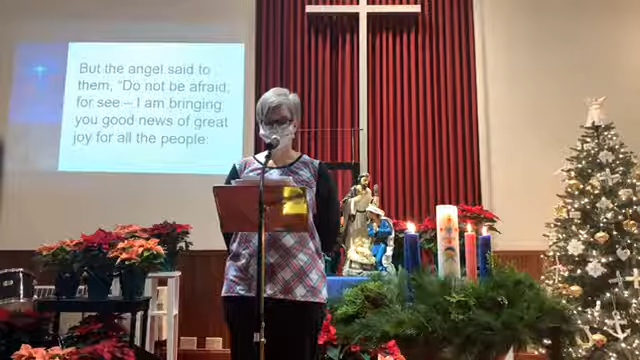 But the angel said to
them, "Do not be afraid;
for see – I am bringing
you good news of great
joy for all the people: